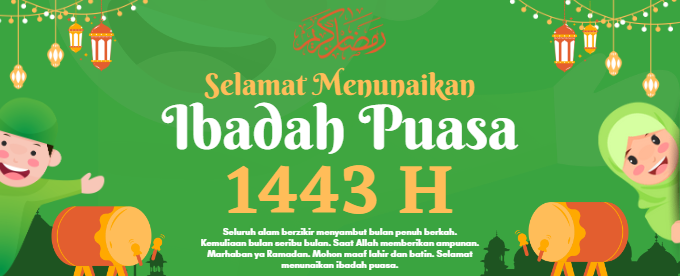 رمضان كريم
Selamat Menunaikan
Ibadah Puasa
1443 H
Seluruh alam berzikir menyambut bulan penuh berkah.
Kemuliaan bulan seribu bulan. Saat Allah memberikan ampunan.
Marhaban ya Ramadan. Mohon maaf lahir dan batin. Selamat
menunaikan ibadah puasa.